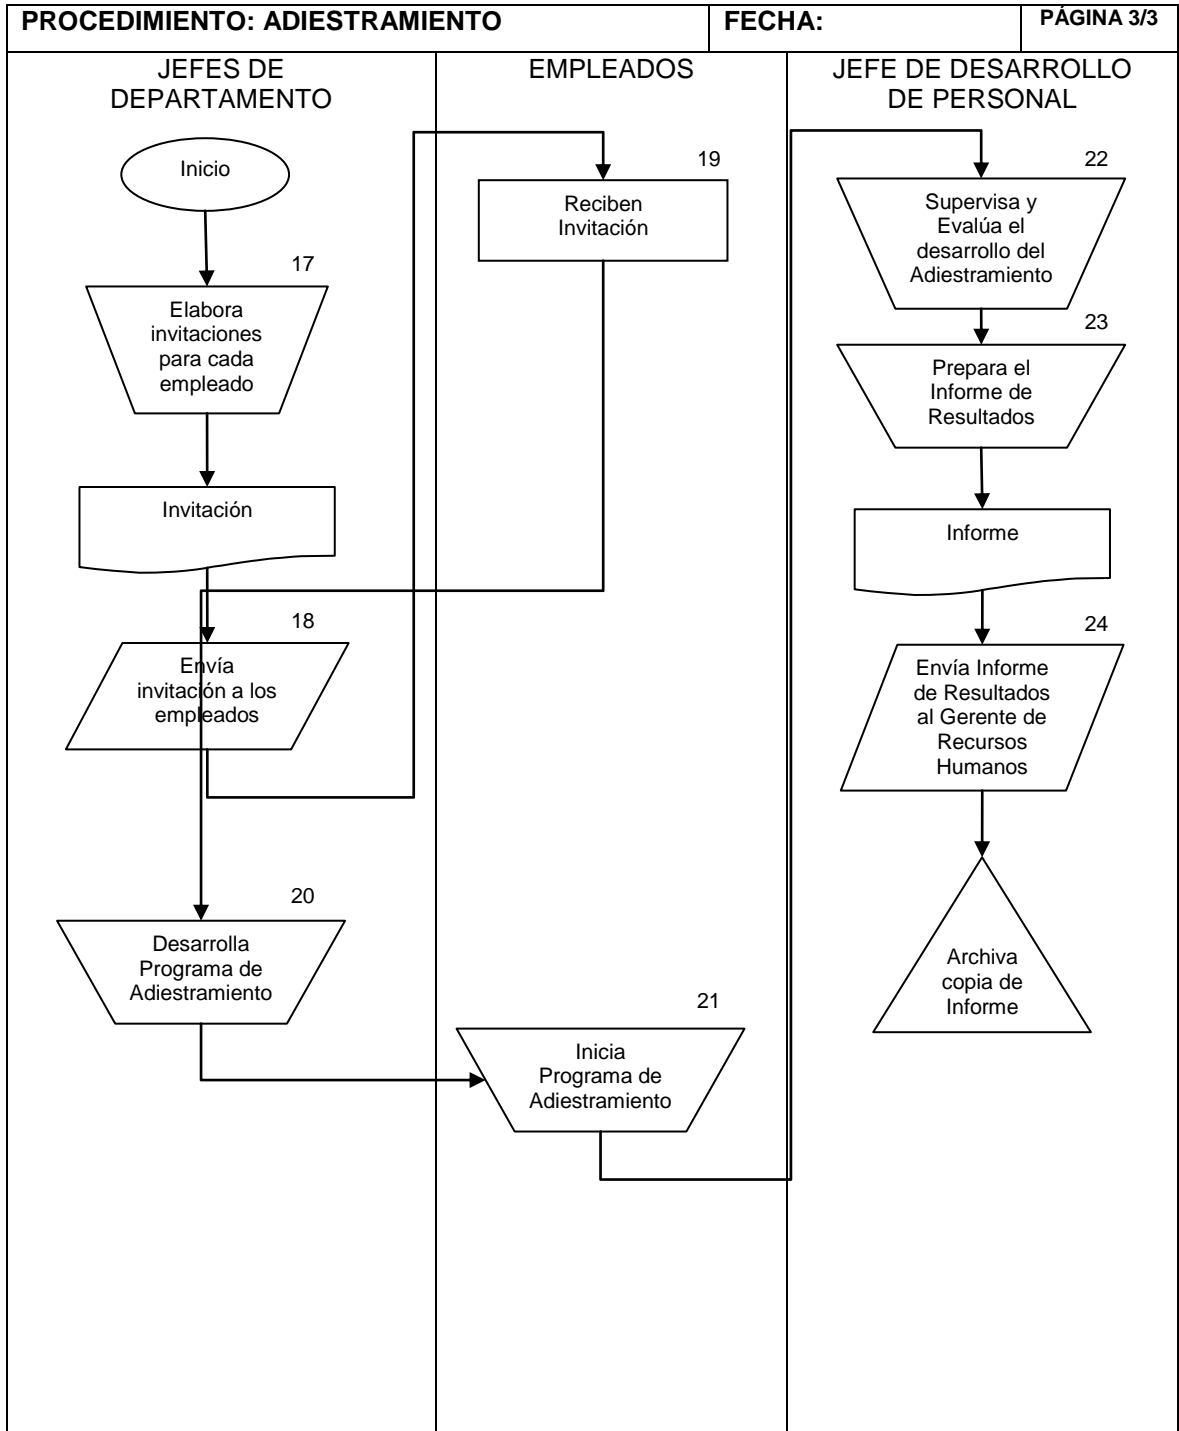 PROCEDIMIENTO: ADIESTRAMIENTO
FECHA:
PÁGINA 3/3
JEFES DE
DEPARTAMENTO
Inicio
17
Elabora
invitaciones
para cada
empleado
Invitación
18
Envía
invitación a los
empleados
20
Desarrolla
Programa de
Adiestramiento
EMPLEADOS
19
Reciben
Invitación
21
Inicia
Programa de
Adiestramiento
JEFE DE DESARROLLO
DE PERSONAL
22
Supervisa y
Evalúa el
desarrollo del
Adiestramiento
23
Prepara el
Informe de
Resultados
Informe
24
Envía Informe
de Resultados
al Gerente de
Recursos
Humanos
Archiva
copia de
Informe